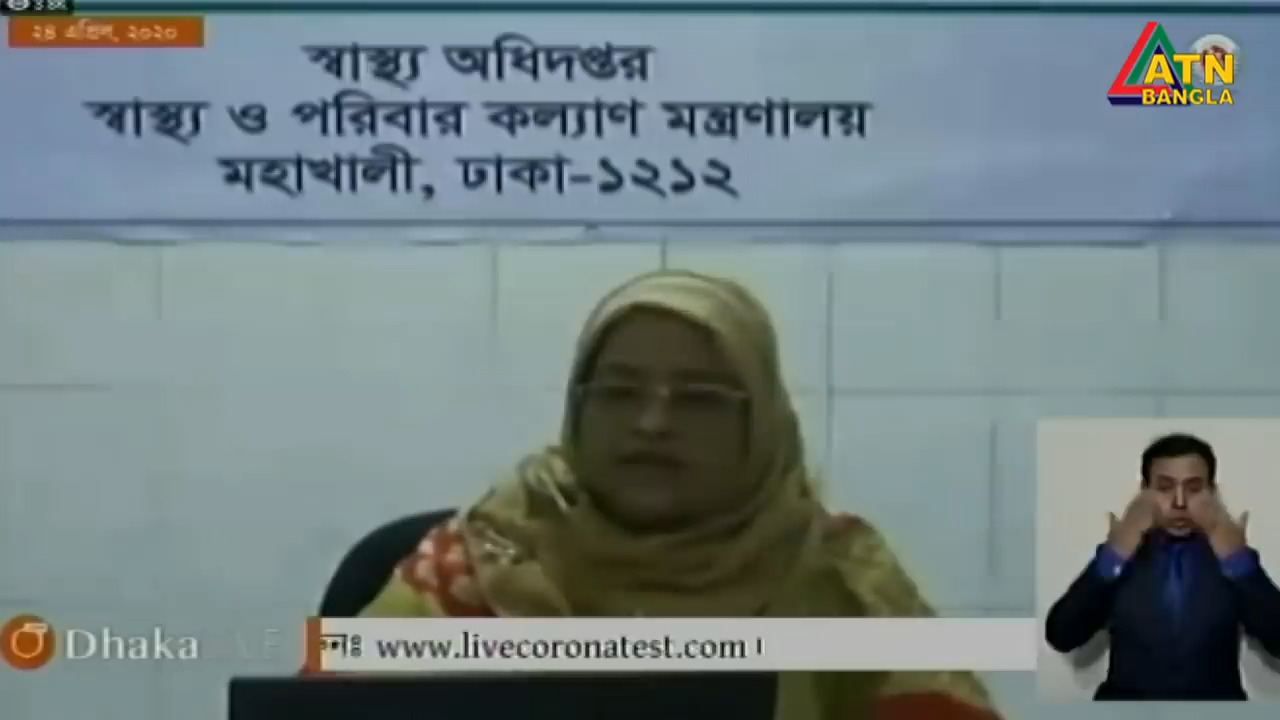 ২৪ এপ্রিল, ২০২০
স্বাস্থ্য অধিদপ্তর
স্বাস্থ্য ও পরিবার কল্যাণ মন্ত্রণালয়
মহাখালী, ঢাকা-১২১২
ATN
BANGLA
Dhaka
www.livecoronatest.com।